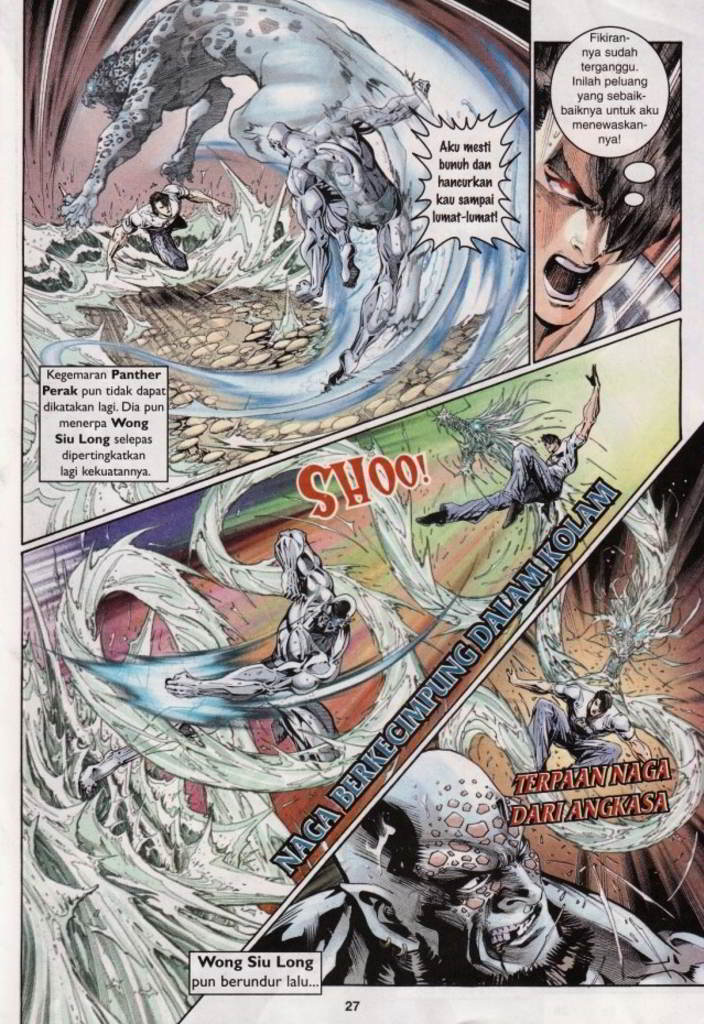 Aku mesti
bunuh dan
hancurkan
kau sampai
lumat-lumat!
Fikiran-
nya sudah
terganggu.
Inilah peluang
yang sebaik-
baiknya untuk aku
menewaskan-
nya!
Kegemaran Panther
Perak pun tidak dapat
dikatakan lagi. Dia pun
menerpa Wong
Siu Long selepas
dipertingkatkan
lagi kekuatannya.
SHOO!
NAGA BERKECIMPUNG DALAM KOLAM
TERPAAN NAGA
DARI ANGKASA
Wong Siu Long
pun berundur lalu...
27